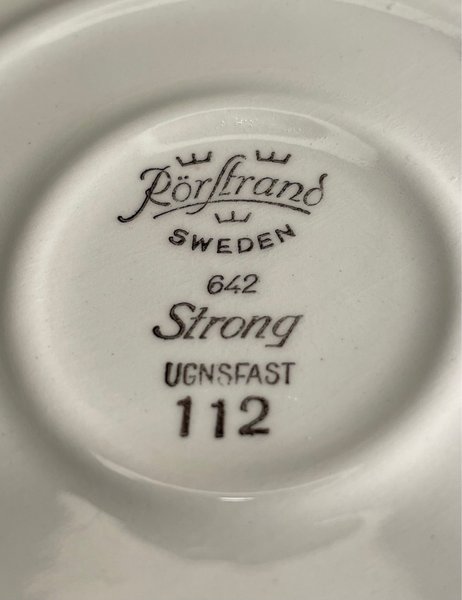 Rörstrand
SWEDEN
642
Strong
UGNSFAST
112